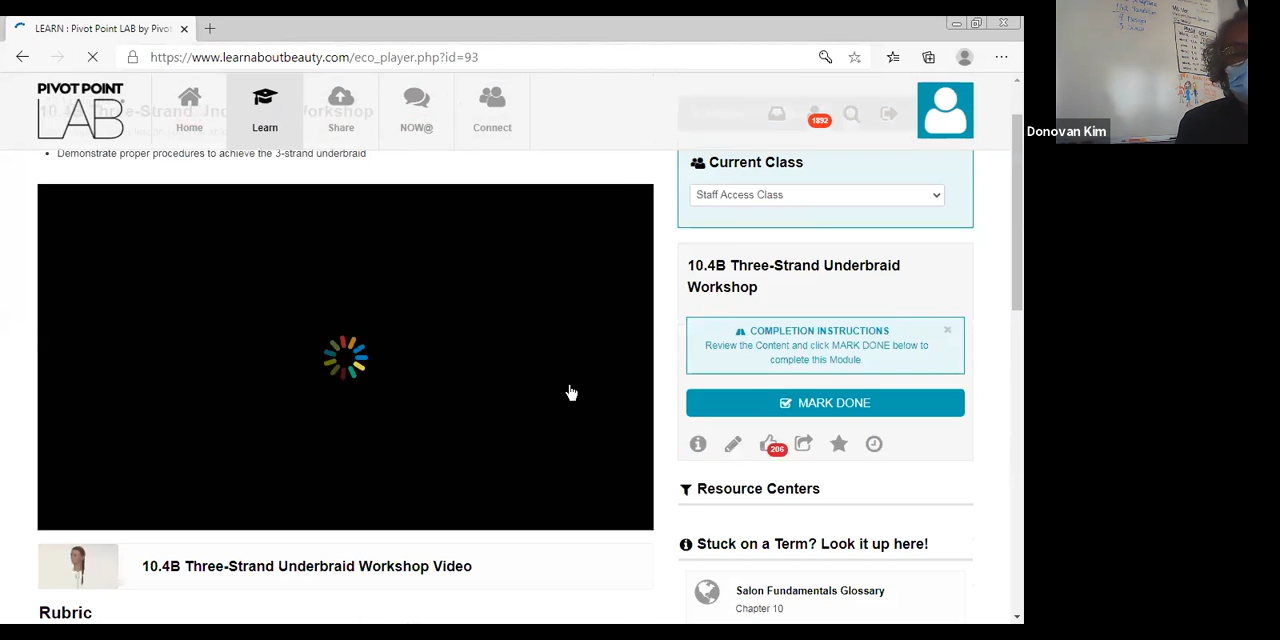 LEARN : Pivot Point LAB by Pivot
https://www.learnaboutbeauty.com/eco_player.php?id=93
PIVOT POINT
LAB
Home
Learn
Share
NOW@
Connect
1892
Demonstrate proper procedures to achieve the 3-strand underbraid
Current Class
Staff Access Class
10.4B Three-Strand Underbraid
Workshop
COMPLETION INSTRUCTIONS
Review the Content and click MARK DONE below to
complete this Module.
MARK DONE
206
Resource Centers
Stuck on a Term? Look it up here!
Salon Fundamentals Glossary
Chapter 10
10.4B Three-Strand Underbraid Workshop Video
Rubric
Donovan Kim